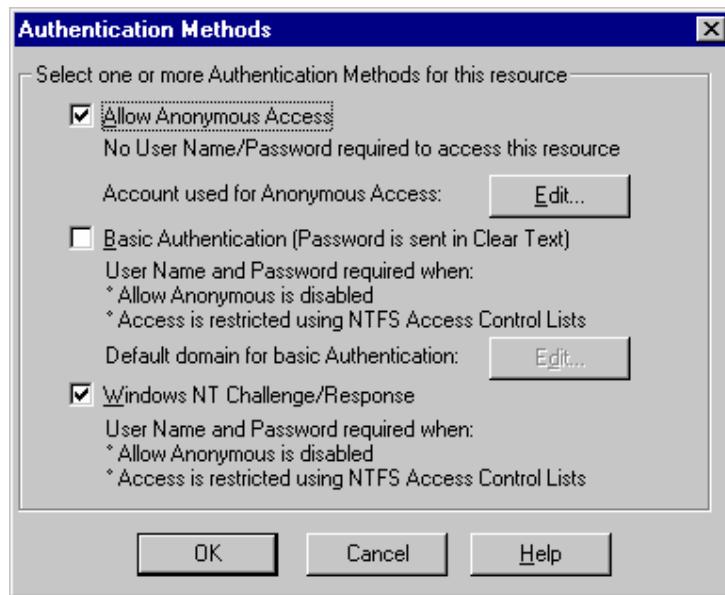 Authentication Methods
Select one or more Authentication Methods for this resource
Allow Anonymous Access
No User Name/Password required to access this resource
Account used for Anonymous Access: Edit...
Basic Authentication (Password is sent in Clear Text)
User Name and Password required when:
* Allow Anonymous is disabled
* Access is restricted using NTFS Access Control Lists
Default domain for basic Authentication: Edit...
Windows NT Challenge/Response
User Name and Password required when:
* Allow Anonymous is disabled
* Access is restricted using NTFS Access Control Lists
OK Cancel Help